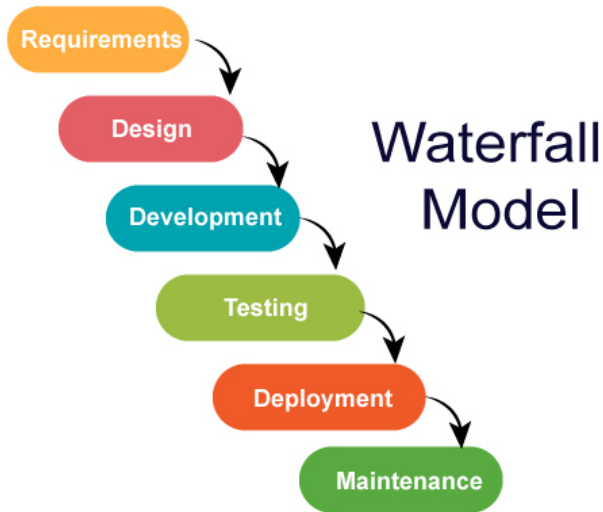 Requirements
Design
Waterfall
Model
Development
Testing
Deployment
Maintenance